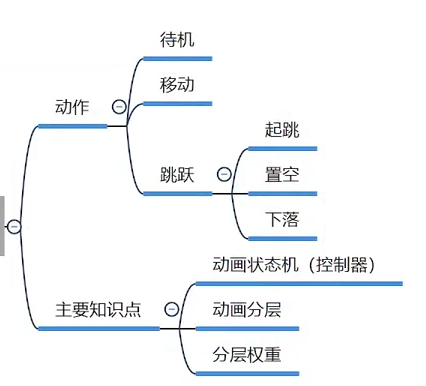 待机
移动
动作
起跳
跳跃
置空
下落
动画状态机（控制器）
主要知识点
动画分层
分层权重